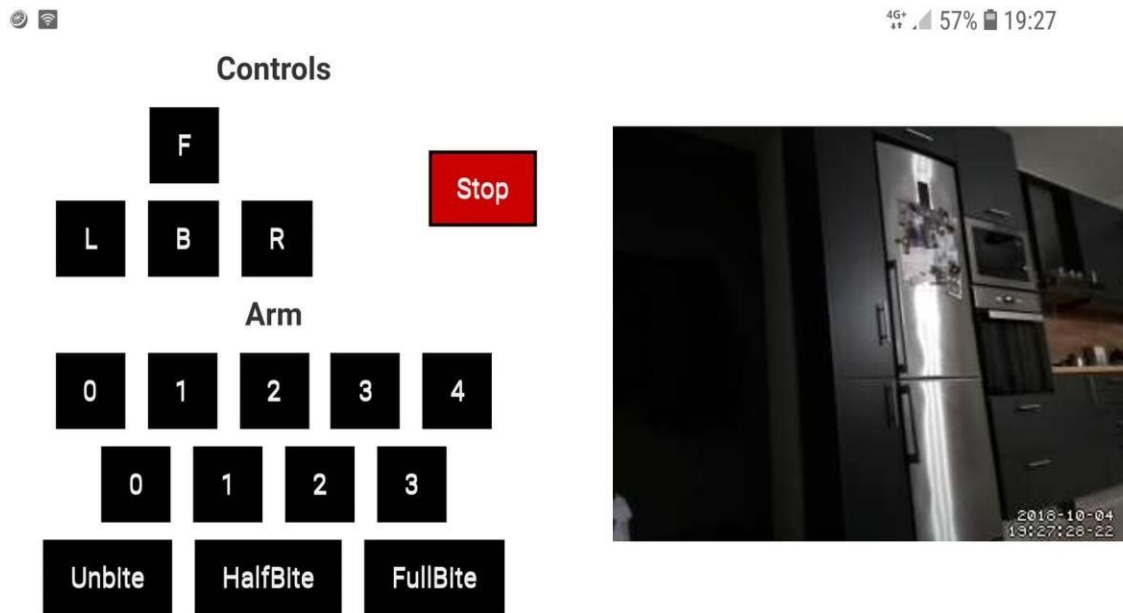 4G+ 57% 19:27
Controls
F
Stop
L B R
Arm
0 1 2 3 4
0 1 2 3
Unbite HalfBite FullBite
2018-10-04
19:27:28-22